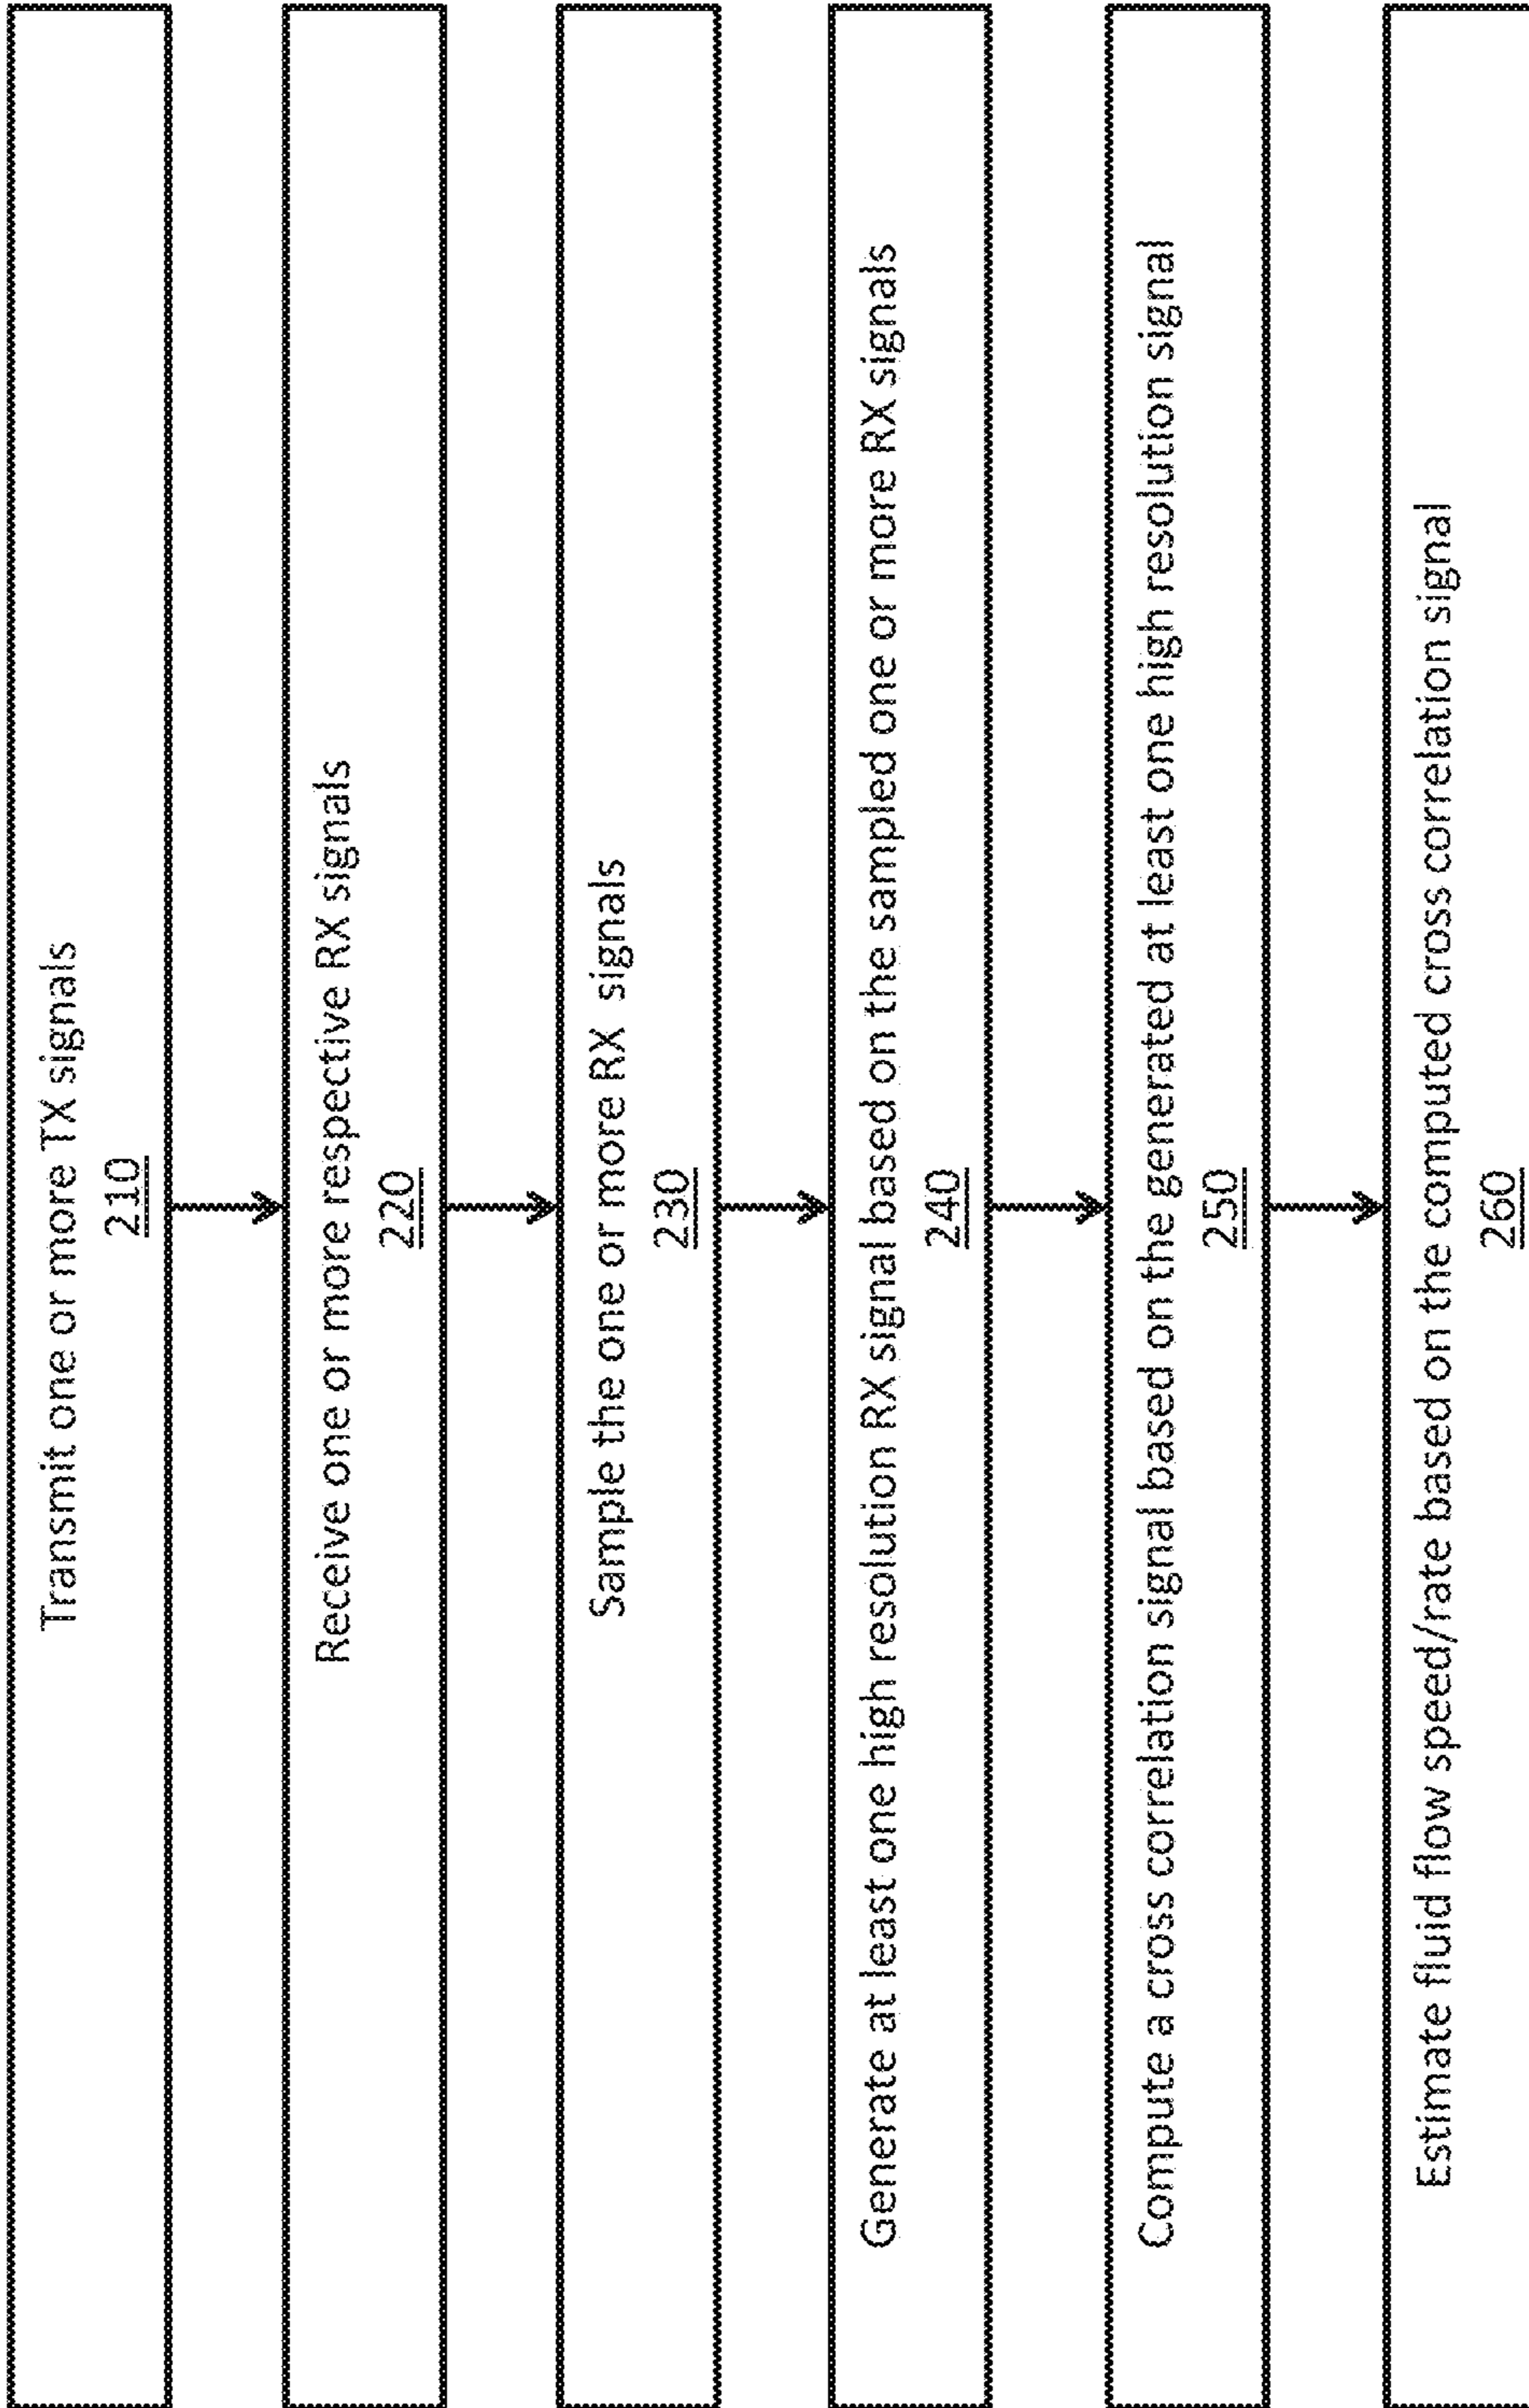 Transmit one or more TX signals
210
Receive one or more respective RX signals
220
Sample the one or more RX signals
230
Generate at least one high resolution RX signal based on the sampled one or more RX signals
240
Compute a cross correlation signal based on the generated at least one high resolution signal
250
Estimate fluid flow speed/rate based on the computed cross correlation signal
260